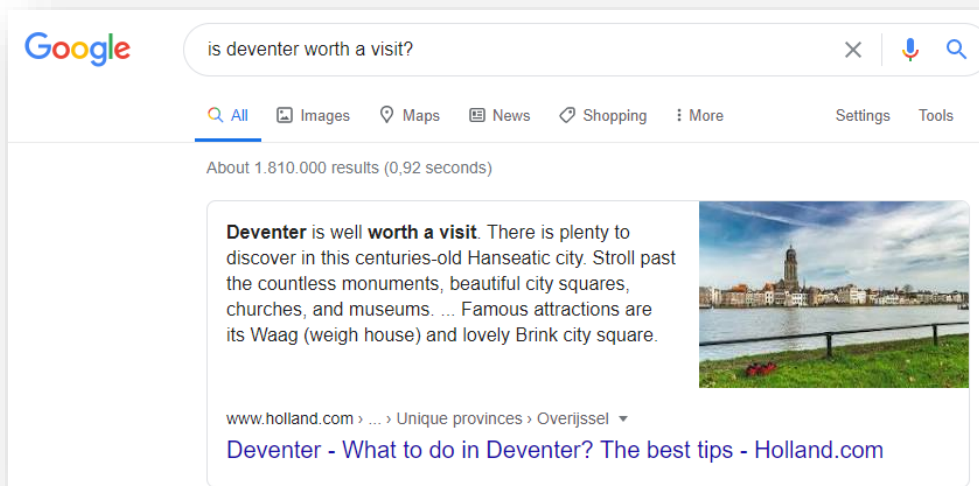 Google
is deventer worth a visit?
All Images Maps News Shopping More Settings Tools
About 1.810.000 results (0,92 seconds)
Deventer is well worth a visit. There is plenty to
discover in this centuries-old Hanseatic city. Stroll past
the countless monuments, beautiful city squares,
churches, and museums. ... Famous attractions are
its Waag (weigh house) and lovely Brink city square.
www.holland.com › ... › Unique provinces › Overijssel
Deventer - What to do in Deventer? The best tips - Holland.com